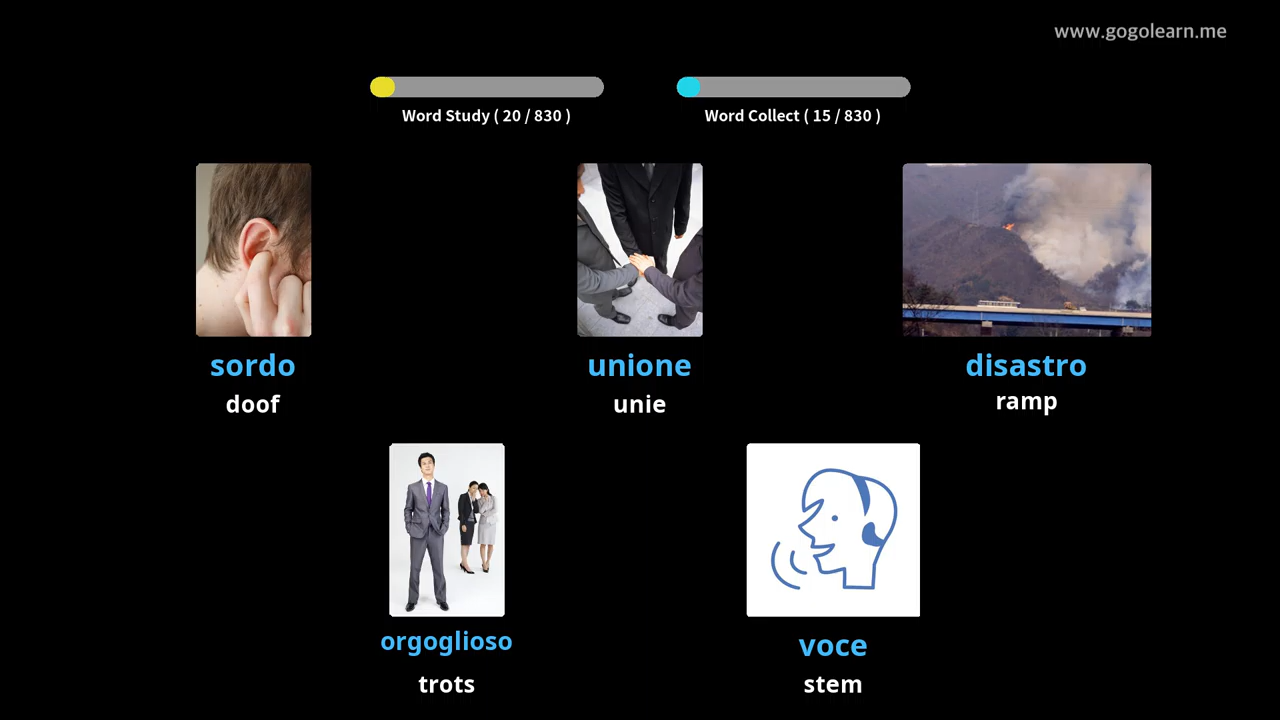 www.gogolearn.me
Word Study ( 20 / 830 )
Word Collect ( 15 / 830 )
sordo
doof
unione
unie
disastro
ramp
orgoglioso
trots
voce
stem